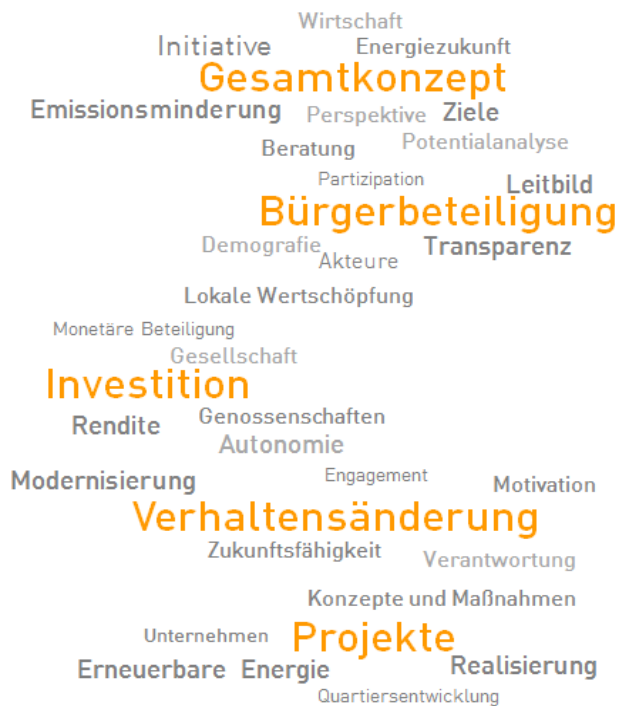 Wirtschaft
Initiative Energiezukunft
Gesamtkonzept
Emissionsminderung Perspektive Ziele
Beratung Potentialanalyse
Partizipation Leitbild
Bürgerbeteiligung
Demografie Transparenz
Akteure
Lokale Wertschöpfung
Monetäre Beteiligung
Gesellschaft
Investition
Rendite Genossenschaften
Autonomie
Modernisierung Engagement Motivation
Verhaltensänderung
Zukunftsfähigkeit Verantwortung
Konzepte und Maßnahmen
Unternehmen Projekte
Erneuerbare Energie Realisierung
Quartiersentwicklung